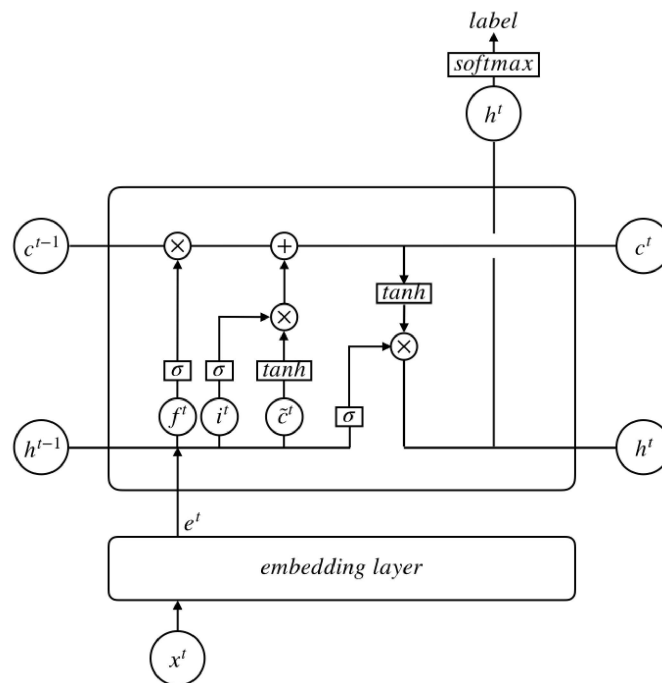 label
softmax
h^t
c^{t-1}
× + c^t
tanh
× ×
σ σ tanh
σ
f^t i^t c̃^t
h^{t-1} h^t
e^t
embedding layer
x^t